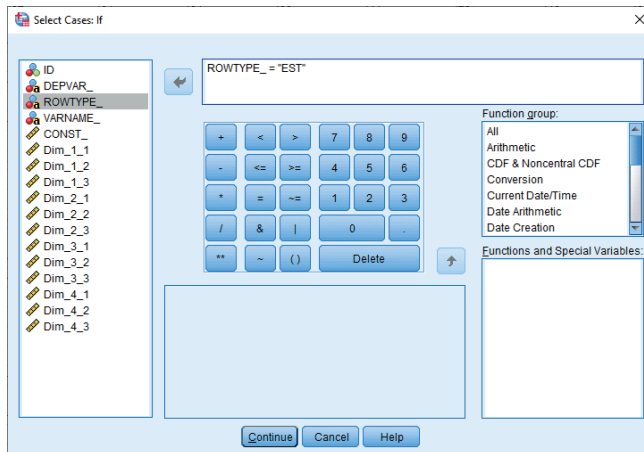 Select Cases: If
ID
DEPVAR_
ROWTYPE_
VARNAME_
CONST_
Dim_1_1
Dim_1_2
Dim_1_3
Dim_2_1
Dim_2_2
Dim_2_3
Dim_3_1
Dim_3_2
Dim_3_3
Dim_4_1
Dim_4_2
Dim_4_3
ROWTYPE_ = "EST"
+ < > 7 8 9
- <= >= 4 5 6
* = ~= 1 2 3
/ & | 0 .
** ~ ( ) Delete
Function group:
All
Arithmetic
CDF & Noncentral CDF
Conversion
Current Date/Time
Date Arithmetic
Date Creation
Functions and Special Variables:
Continue Cancel Help